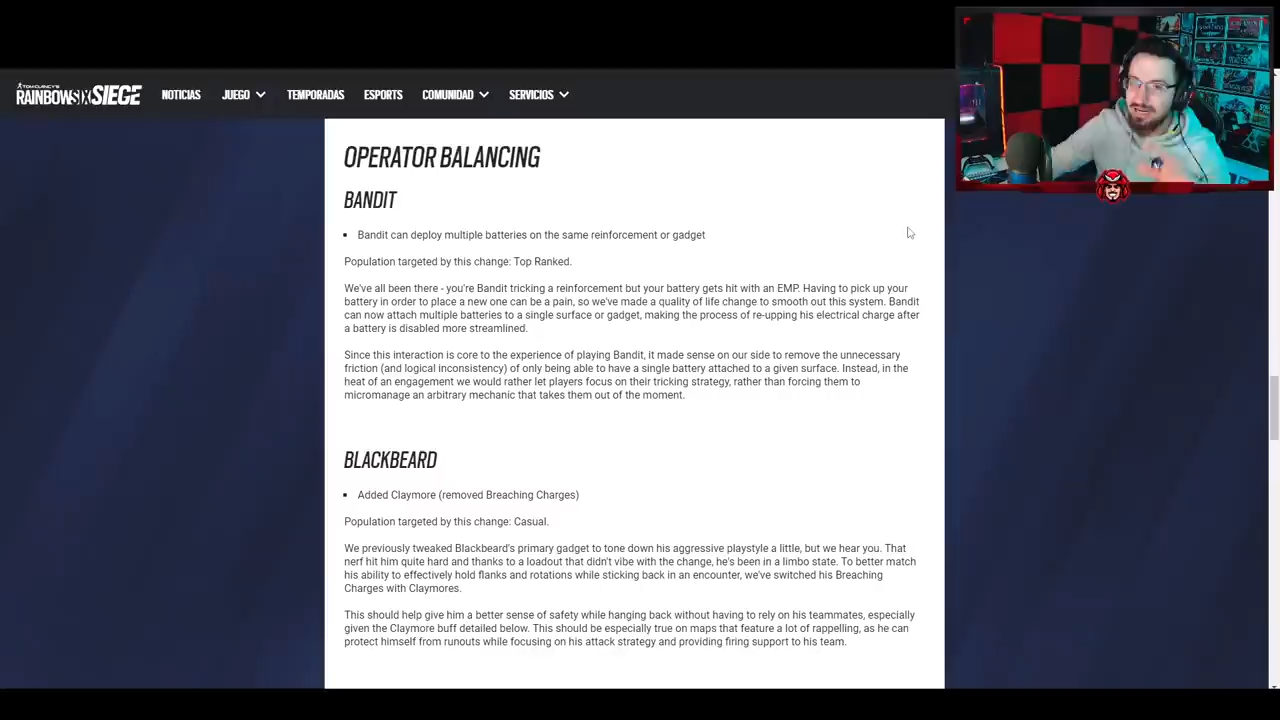 TOM CLANCY'S
RAINBOWSIX SIEGE
NOTICIAS
JUEGO
TEMPORADAS
ESPORTS
COMUNIDAD
SERVICIOS
OPERATOR BALANCING
BANDIT
• Bandit can deploy multiple batteries on the same reinforcement or gadget
Population targeted by this change: Top Ranked.
We've all been there - you're Bandit tricking a reinforcement but your battery gets hit with an EMP. Having to pick up your
battery in order to place a new one can be a pain, so we've made a quality of life change to smooth out this system. Bandit
can now attach multiple batteries to a single surface or gadget, making the process of re-upping his electrical charge after
a battery is disabled more streamlined.
Since this interaction is core to the experience of playing Bandit, it made sense on our side to remove the unnecessary
friction (and logical inconsistency) of only being able to have a single battery attached to a given surface. Instead, in the
heat of an engagement we would rather let players focus on their tricking strategy, rather than forcing them to
micromanage an arbitrary mechanic that takes them out of the moment.
BLACKBEARD
• Added Claymore (removed Breaching Charges)
Population targeted by this change: Casual.
We previously tweaked Blackbeard's primary gadget to tone down his aggressive playstyle a little, but we hear you. That
nerf hit him quite hard and thanks to a loadout that didn't vibe with the change, he's been in a limbo state. To better match
his ability to effectively hold flanks and rotations while sticking back in an encounter, we've switched his Breaching
Charges with Claymores.
This should help give him a better sense of safety while hanging back without having to rely on his teammates, especially
given the Claymore buff detailed below. This should be especially true on maps that feature a lot of rappelling, as he can
protect himself from runouts while focusing on his attack strategy and providing firing support to his team.